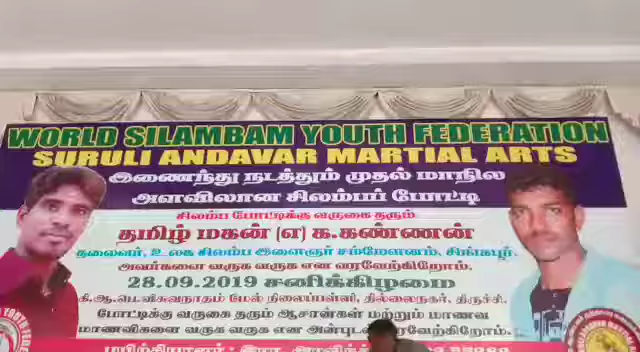 WORLD SILAMBAM YOUTH FEDERATION
SURULI ANDAVAR MARTIAL ARTS
இணைந்து நடத்தும் முதல் மாநில
அளவிலான சிலம்பப் போட்டி
சிலம்ப போட்டிக்கு வருகை தரும்
தமிழ் மகன் (எ) க.கண்ணன்
தலைவர், உலக சிலம்ப இளைஞர் சம்மேளனம், சிங்கபூர்.
அவர்களை வருக வருக என வரவேற்கிறோம்.
28.09.2019 சனிக்கிழமை
கி.ஆ.பெ.விசுவநாதம் மேல் நிலைப்பள்ளி, தில்லைநகர், திருச்சி.
போட்டிக்கு வருகை தரும் ஆசான்கள் மற்றும் மாணவ
மாணவிகளை வருக வருக என அன்புடன் வரவேற்கிறோம்.